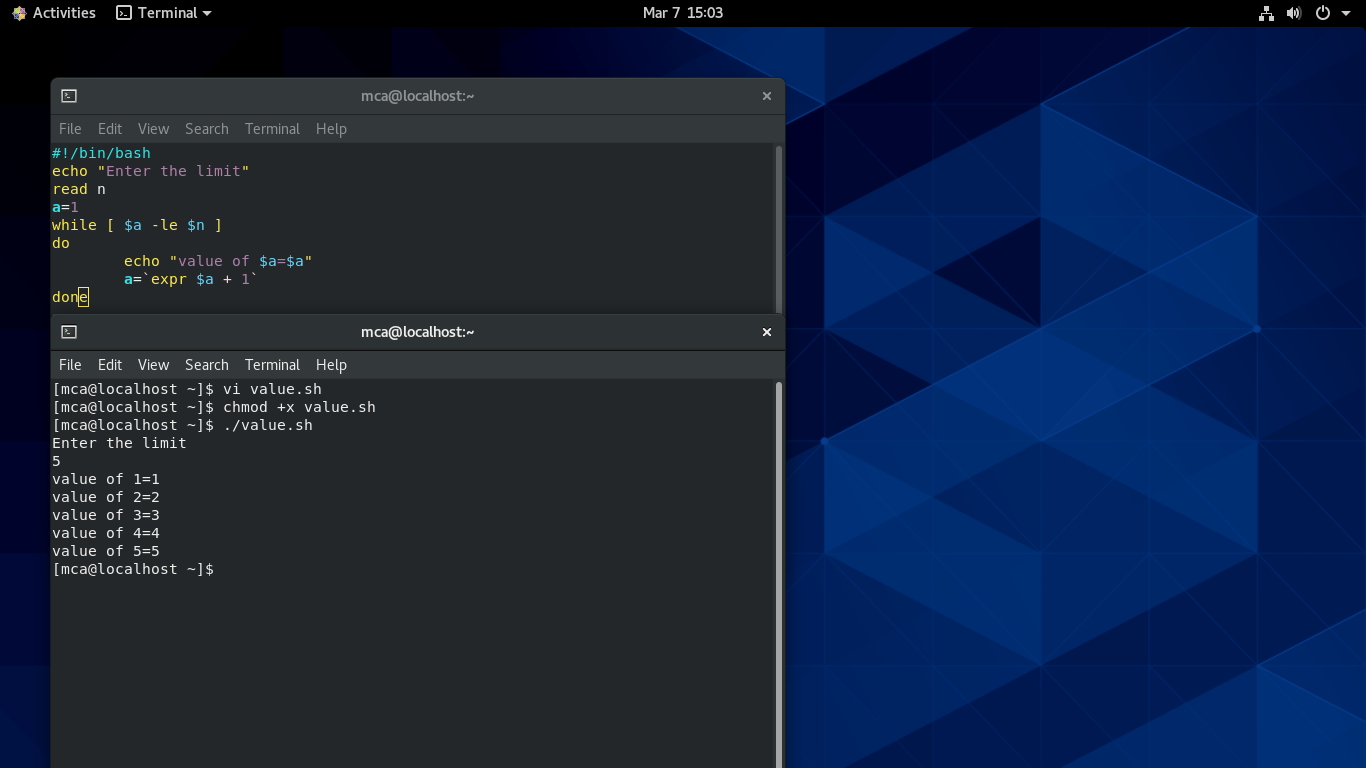 Activities Terminal Mar 7 15:03
mca@localhost:~
File Edit View Search Terminal Help
#!/bin/bash
echo "Enter the limit"
read n
a=1
while [ $a -le $n ]
do
        echo "value of $a=$a"
        a=`expr $a + 1`
done
mca@localhost:~
File Edit View Search Terminal Help
[mca@localhost ~]$ vi value.sh
[mca@localhost ~]$ chmod +x value.sh
[mca@localhost ~]$ ./value.sh
Enter the limit
5
value of 1=1
value of 2=2
value of 3=3
value of 4=4
value of 5=5
[mca@localhost ~]$